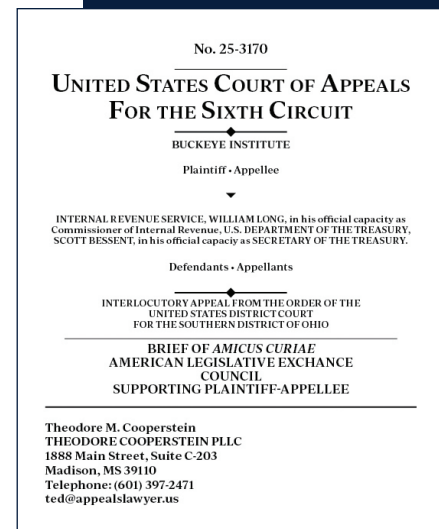 No. 25-3170
UNITED STATES COURT OF APPEALS
FOR THE SIXTH CIRCUIT
BUCKEYE INSTITUTE
Plaintiff - Appellee
INTERNAL REVENUE SERVICE, WILLIAM LONG, in his official capacity as
Commissioner of Internal Revenue, U.S. DEPARTMENT OF THE TREASURY,
SCOTT BESSENT, in his official capaciy as SECRETARY OF THE TREASURY.
Defendants - Appellants
INTERLOCUTORY APPEAL FROM THE ORDER OF THE
UNITED STATES DISTRICT COURT
FOR THE SOUTHERN DISTRICT OF OHIO
BRIEF OF AMICUS CURIAE
AMERICAN LEGISLATIVE EXCHANGE
COUNCIL
SUPPORTING PLAINTIFF-APPELLEE
Theodore M. Cooperstein
THEODORE COOPERSTEIN PLLC
1888 Main Street, Suite C-203
Madison, MS 39110
Telephone: (601) 397-2471
ted@appealslawyer.us